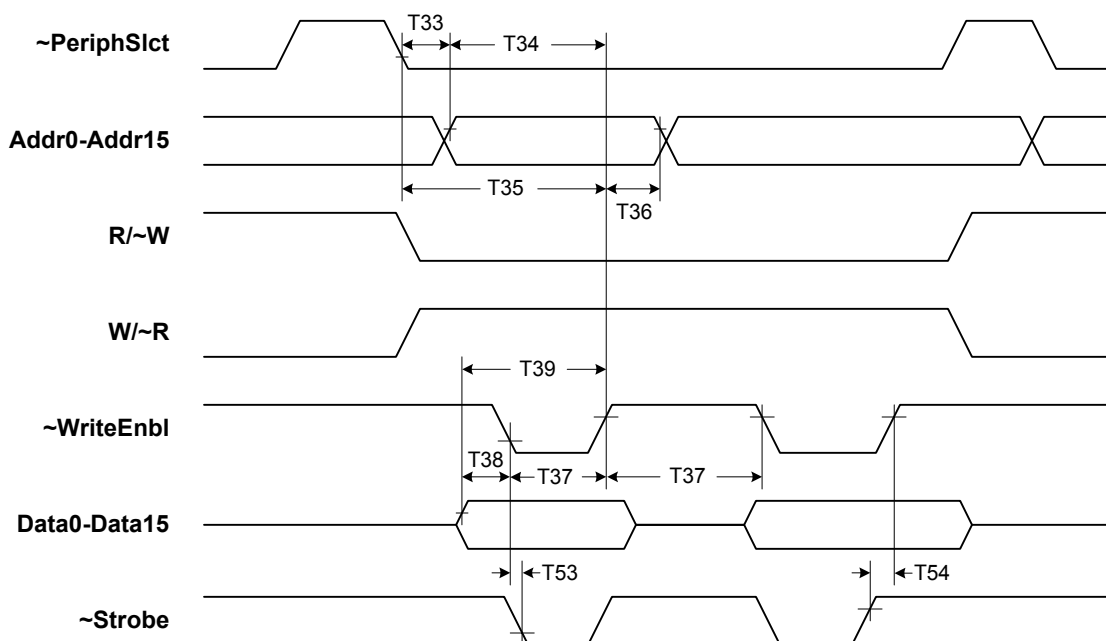 T33
~PeriphSlct
T34
Addr0-Addr15
T35
T36
R/~W
W/~R
T39
~WriteEnbl
T38
T37
T37
Data0-Data15
T53
T54
~Strobe